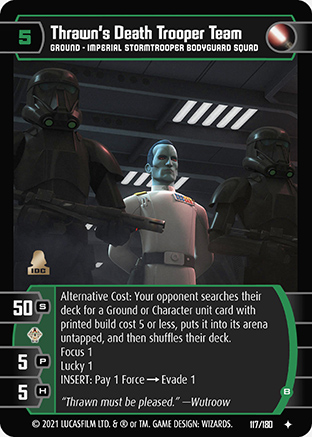 5
Thrawn's Death Trooper Team
GROUND - IMPERIAL STORMTROOPER BODYGUARD SQUAD
IDC
50 S
5 P
5 H
Alternative Cost: Your opponent searches their
deck for a Ground or Character unit card with
printed build cost 5 or less, puts it into its arena
untapped, and then shuffles their deck.
Focus 1
Lucky 1
INSERT: Pay 1 Force → Evade 1
"Thrawn must be pleased." —Wutroow
B
© 2021 LUCASFILM LTD. & ® or TM. GAME DESIGN: WIZARDS.
117/180